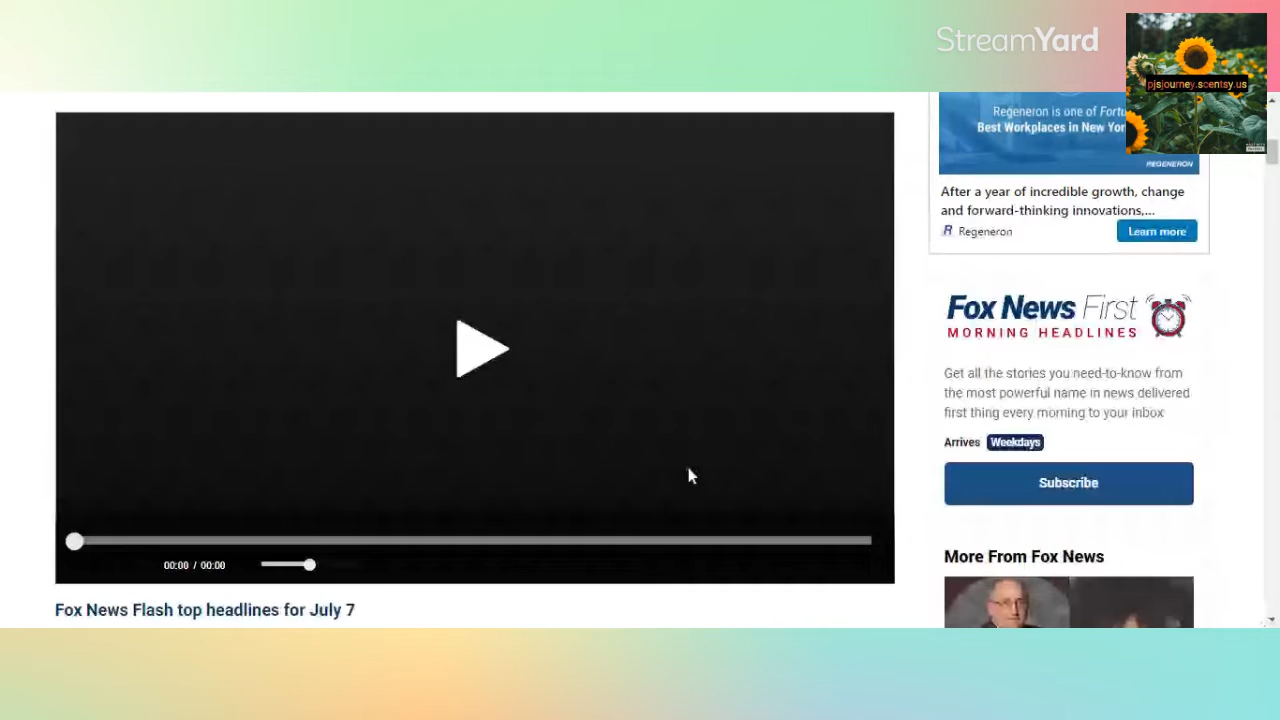 StreamYard
pjsjourney.scentsy.us
Regeneron is one of Fortu
Best Workplaces in New Yor
REGENERON
After a year of incredible growth, change
and forward-thinking innovations,...
R Regeneron
Learn more
Fox News First
MORNING HEADLINES
Get all the stories you need-to-know from
the most powerful name in news delivered
first thing every morning to your inbox
Arrives Weekdays
Subscribe
More From Fox News
00:00 / 00:00
Fox News Flash top headlines for July 7